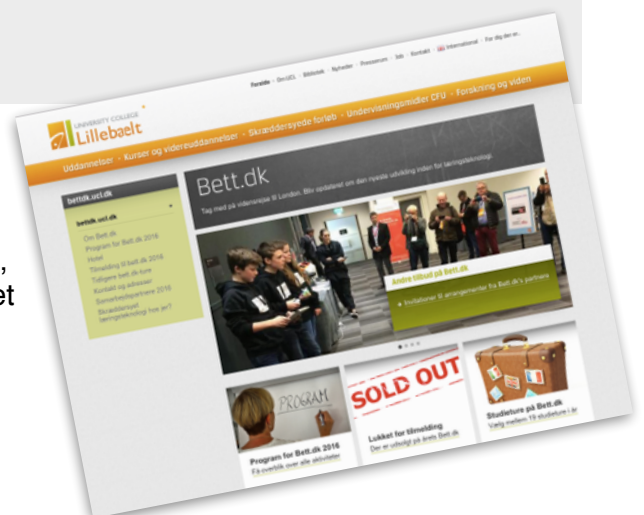 Forside · Om UCL · Bibliotek · Nyheder · Presserum · Job · Kontakt · International · For dig der er..
UNIVERSITY COLLEGE
Lillebaelt
Uddannelser · Kurser og videreuddannelser · Skræddersyede forløb · Undervisningsmidler CFU · Forskning og viden
bettdk.ucl.dk
bettdk.ucl.dk
Om Bett.dk
Program for Bett.dk 2016
Hotel
Tilmelding til bett.dk 2016
Tidligere bett.dk-ture
Kontakt og adresser
Samarbejdspartnere 2016
Skræddersyet
læringsteknologi hos jer?
Bett.dk
Tag med på vidensrejse til London. Bliv opdateret om den nyeste udvikling inden for læringsteknologi.
Andre tilbud på bett.dk
Invitationer til arrangementer fra Bett.dk's partnere
,
et
PROGRAM
Program for Bett.dk 2016
Få overblik over alle aktiviteter
SOLD OUT
Lukket for tilmelding
Der er udsolgt på årets Bett.dk
Studieture på Bett.dk
Vælg mellem 19 studieture i år